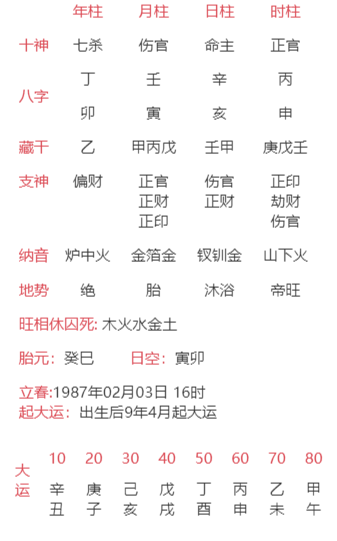 年柱 月柱 日柱 时柱
十神 七杀 伤官 命主 正官
八字
丁 壬 辛 丙
卯 寅 亥 申
藏干 乙 甲丙戊 壬甲 庚戊壬
支神 偏财 正官 伤官 正印
正财 正财 劫财
正印 伤官
纳音 炉中火 金箔金 钗钏金 山下火
地势 绝 胎 沐浴 帝旺
旺相休囚死: 木火水金土
胎元: 癸巳 日空: 寅卯
立春:1987年02月03日 16时
起大运: 出生后9年4月起大运
大运
10 20 30 40 50 60 70 80
辛 庚 己 戊 丁 丙 乙 甲
丑 子 亥 戌 酉 申 未 午